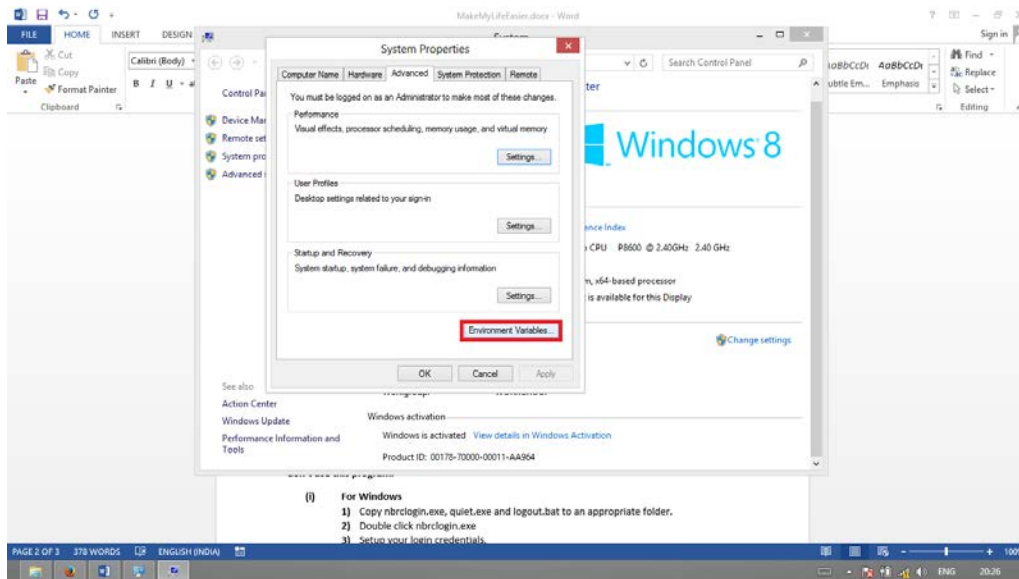 MakeMyLifeEasier.docx - Word
FILE HOME INSERT DESIGN
Sign in
Cut
Copy
Format Painter
Paste
Clipboard
Calibri (Body)
B I U
AaBbCcDc AaBbCcDc
Subtle Em... Emphasis
Find
Replace
Select
Editing
System
Search Control Panel
Control Pa
Device Mar
Remote set
System pro
Advanced s
System Properties
Computer Name Hardware Advanced System Protection Remote
You must be logged on as an Administrator to make most of these changes.
Performance
Visual effects, processor scheduling, memory usage, and virtual memory
Settings...
User Profiles
Desktop settings related to your sign-in
Settings...
Startup and Recovery
System startup, system failure, and debugging information
Settings...
Environment Variables...
OK Cancel Apply
ter
Windows 8
ence Index
CPU P8600 @ 2.40GHz 2.40 GHz
m, x64-based processor
is available for this Display
Change settings
See also
Action Center
Windows Update
Performance Information and
Tools
Windows activation
Windows is activated View details in Windows Activation
Product ID: 00178-70000-00011-AA964
(i) For Windows
1) Copy nbrclogin.exe, quiet.exe and logout.bat to an appropriate folder.
2) Double click nbrclogin.exe
3) Setup your login credentials.
PAGE 2 OF 3 378 WORDS ENGLISH (INDIA)
100
ENG 20:26